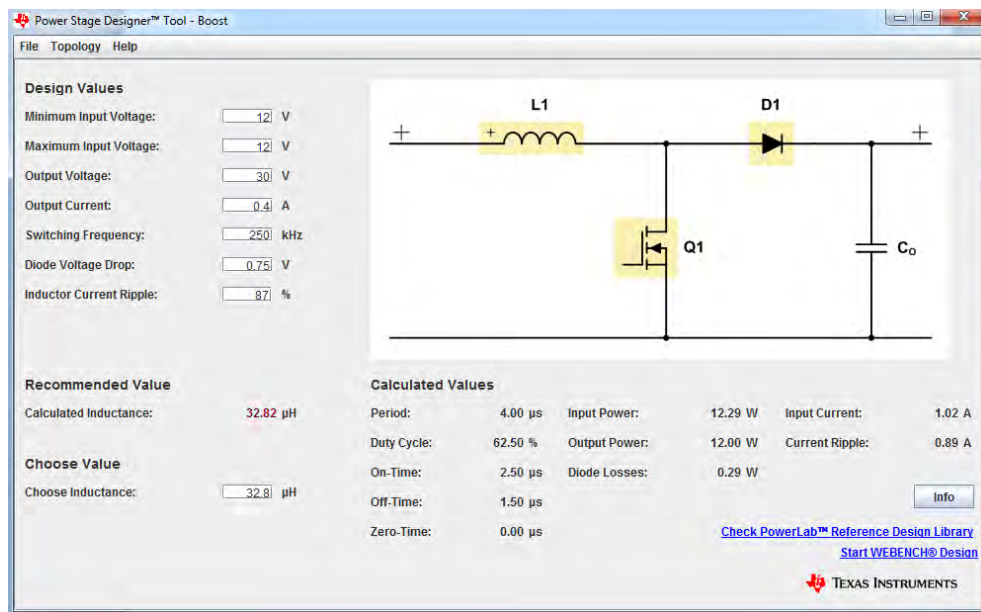 Power Stage Designer™ Tool - Boost
File Topology Help
Design Values
Minimum Input Voltage: 12 V
Maximum Input Voltage: 12 V
Output Voltage: 30 V
Output Current: 0.4 A
Switching Frequency: 250 kHz
Diode Voltage Drop: 0.75 V
Inductor Current Ripple: 87 %
L1
D1
+
+
+
Q1
Co
Recommended Value
Calculated Inductance: 32.82 µH
Choose Value
Choose Inductance: 32.8 µH
Calculated Values
Period: 4.00 µs Input Power: 12.29 W Input Current: 1.02 A
Duty Cycle: 62.50 % Output Power: 12.00 W Current Ripple: 0.89 A
On-Time: 2.50 µs Diode Losses: 0.29 W
Off-Time: 1.50 µs
Info
Zero-Time: 0.00 µs
Check PowerLab™ Reference Design Library
Start WEBENCH® Design
TEXAS INSTRUMENTS